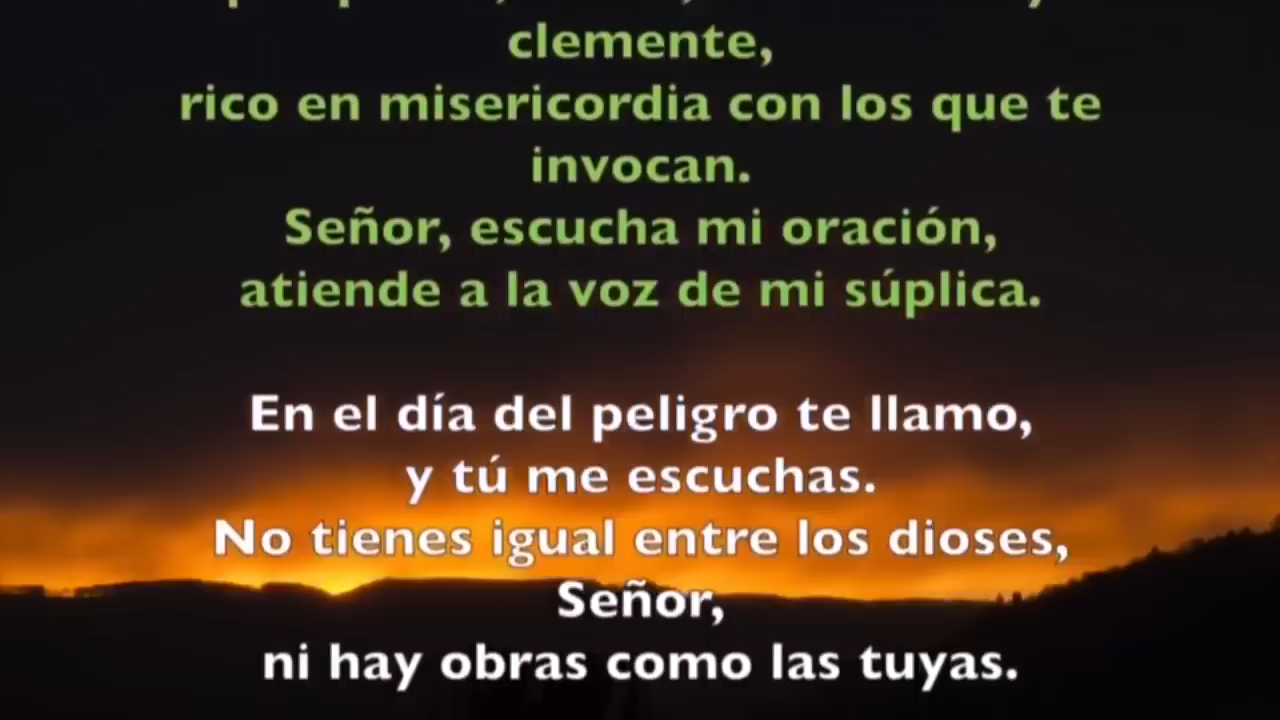 clemente,
rico en misericordia con los que te
invocan.
Señor, escucha mi oración,
atiende a la voz de mi súplica.
En el día del peligro te llamo,
y tú me escuchas.
No tienes igual entre los dioses,
Señor,
ni hay obras como las tuyas.